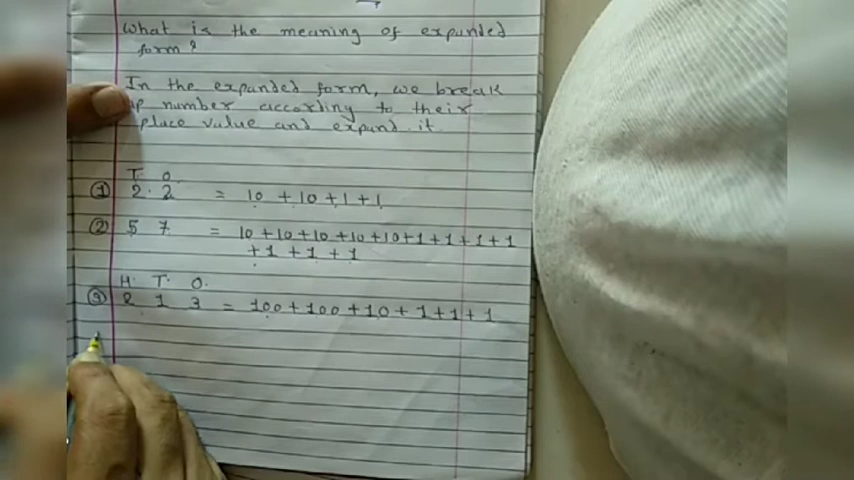 What is the meaning of expanded
form?
In the expanded form, we break
up number according to their
place value and expand it.
T. O
① 2. 2 = 10 + 10 + 1 + 1
② 5 7 = 10 + 10 + 10 + 10 + 10 + 1 + 1 + 1 + 1
+ 1 + 1 + 1
H. T. O.
③ 2 1 3 = 100 + 100 + 10 + 1 + 1 + 1